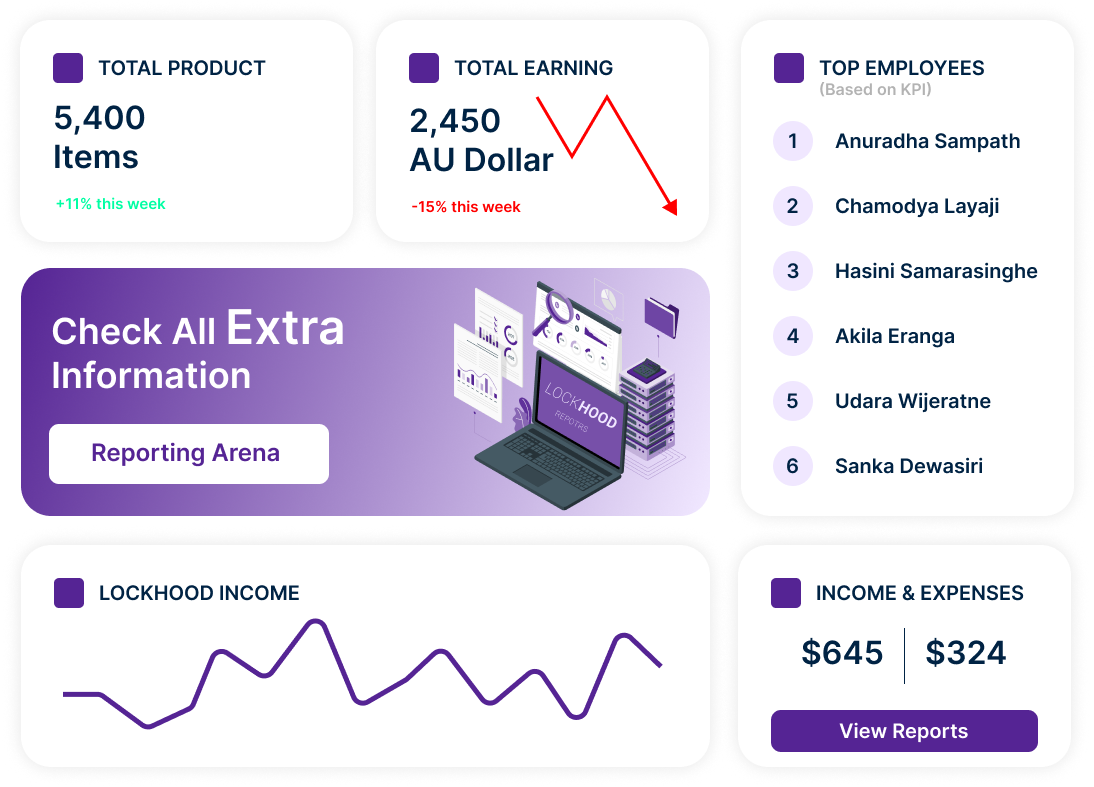 TOTAL PRODUCT
5,400
Items
+11% this week
TOTAL EARNING
2,450
AU Dollar
-15% this week
TOP EMPLOYEES
(Based on KPI)
1 Anuradha Sampath
2 Chamodya Layaji
3 Hasini Samarasinghe
4 Akila Eranga
5 Udara Wijeratne
6 Sanka Dewasiri
Check All Extra
Information
Reporting Arena
LOCKHOOD
REPOTRS
LOCKHOOD INCOME
INCOME & EXPENSES
$645 $324
View Reports